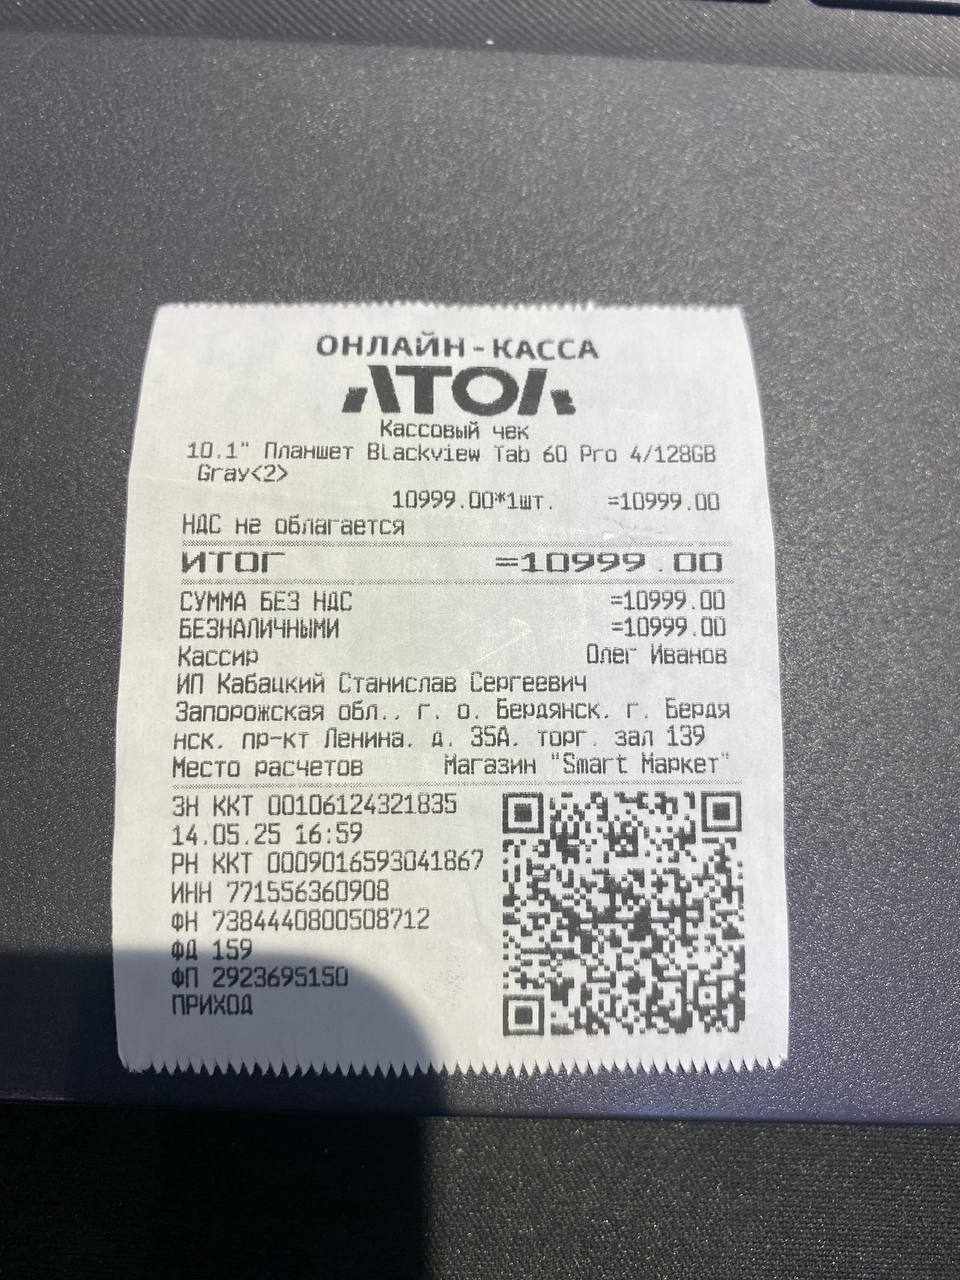 ОНЛАЙН-КАССА
АТОЛ
Кассовый чек
10.1" Планшет Blackview Tab 60 Pro 4/128GB
Gray<2>
10999.00*1шт. =10999.00
НДС не облагается
ИТОГ =10999.00
СУММА БЕЗ НДС =10999.00
БЕЗНАЛИЧНЫМИ =10999.00
Кассир Олег Иванов
ИП Кабацкий Станислав Сергеевич
Запорожская обл., г. о. Бердянск, г. Бердя
нск, пр-кт Ленина, д. 35А, торг. зал 139
Место расчетов Магазин "Smart Маркет"
ЗН ККТ 00106124321835
14.05.25 16:59
РН ККТ 0009016593041867
ИНН 771556360908
ФН 7384440800508712
ФД 159
ФП 2923695150
ПРИХОД